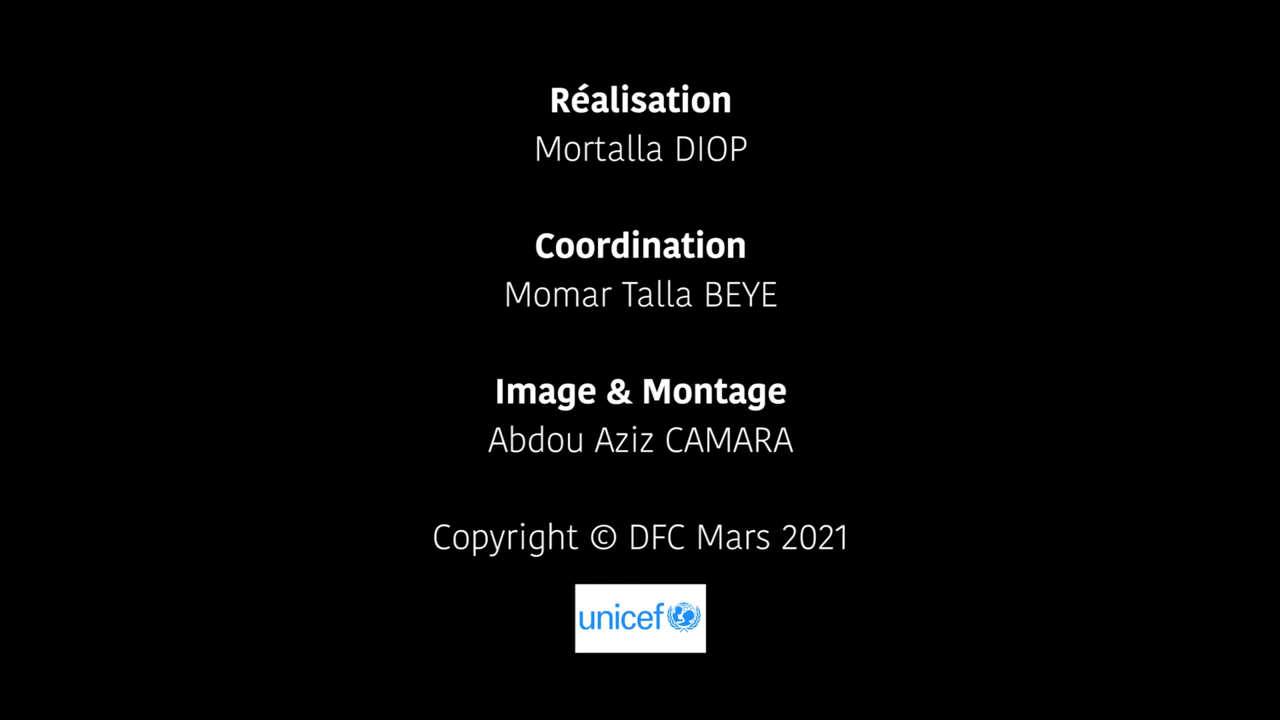 Réalisation
Mortalla DIOP
Coordination
Momar Talla BEYE
Image & Montage
Abdou Aziz CAMARA
Copyright © DFC Mars 2021
unicef